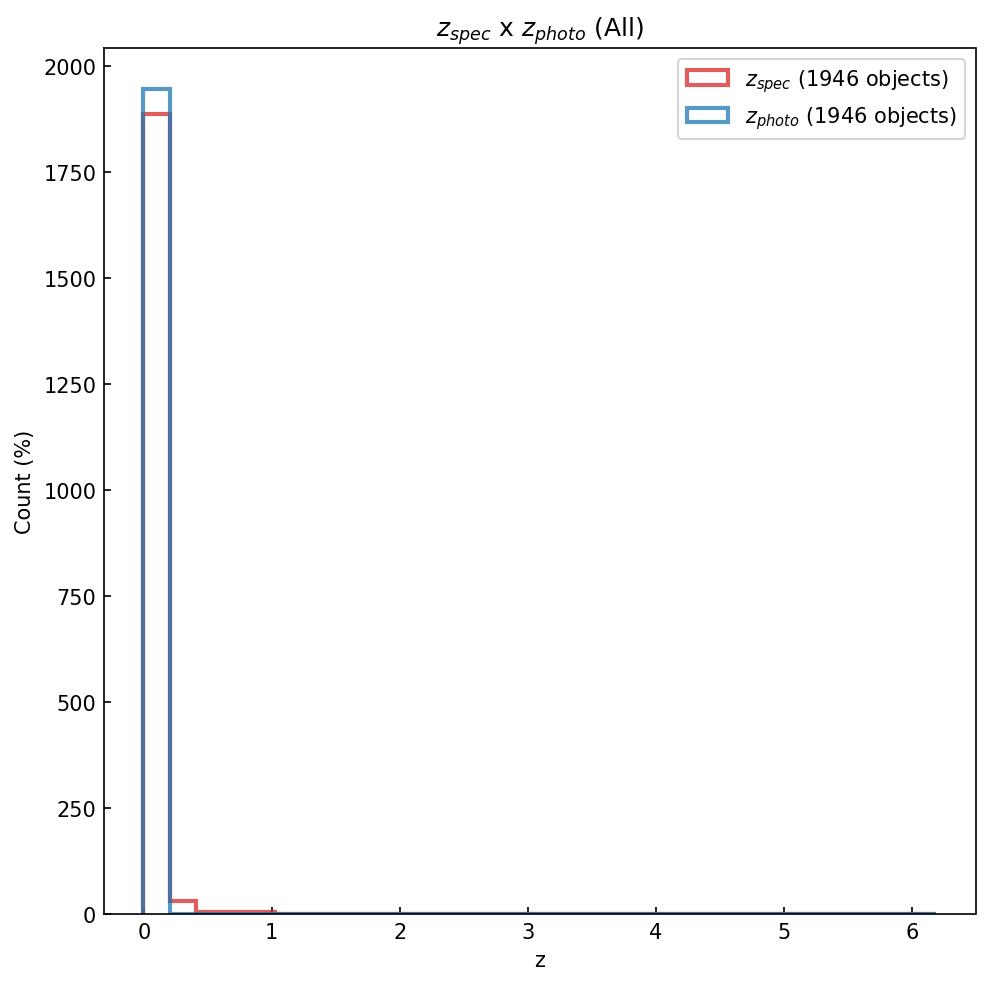 z_spec x z_photo (All)
z_spec (1946 objects)
z_photo (1946 objects)
Count (%)
2000
1750
1500
1250
1000
750
500
250
0
0 1 2 3 4 5 6
z